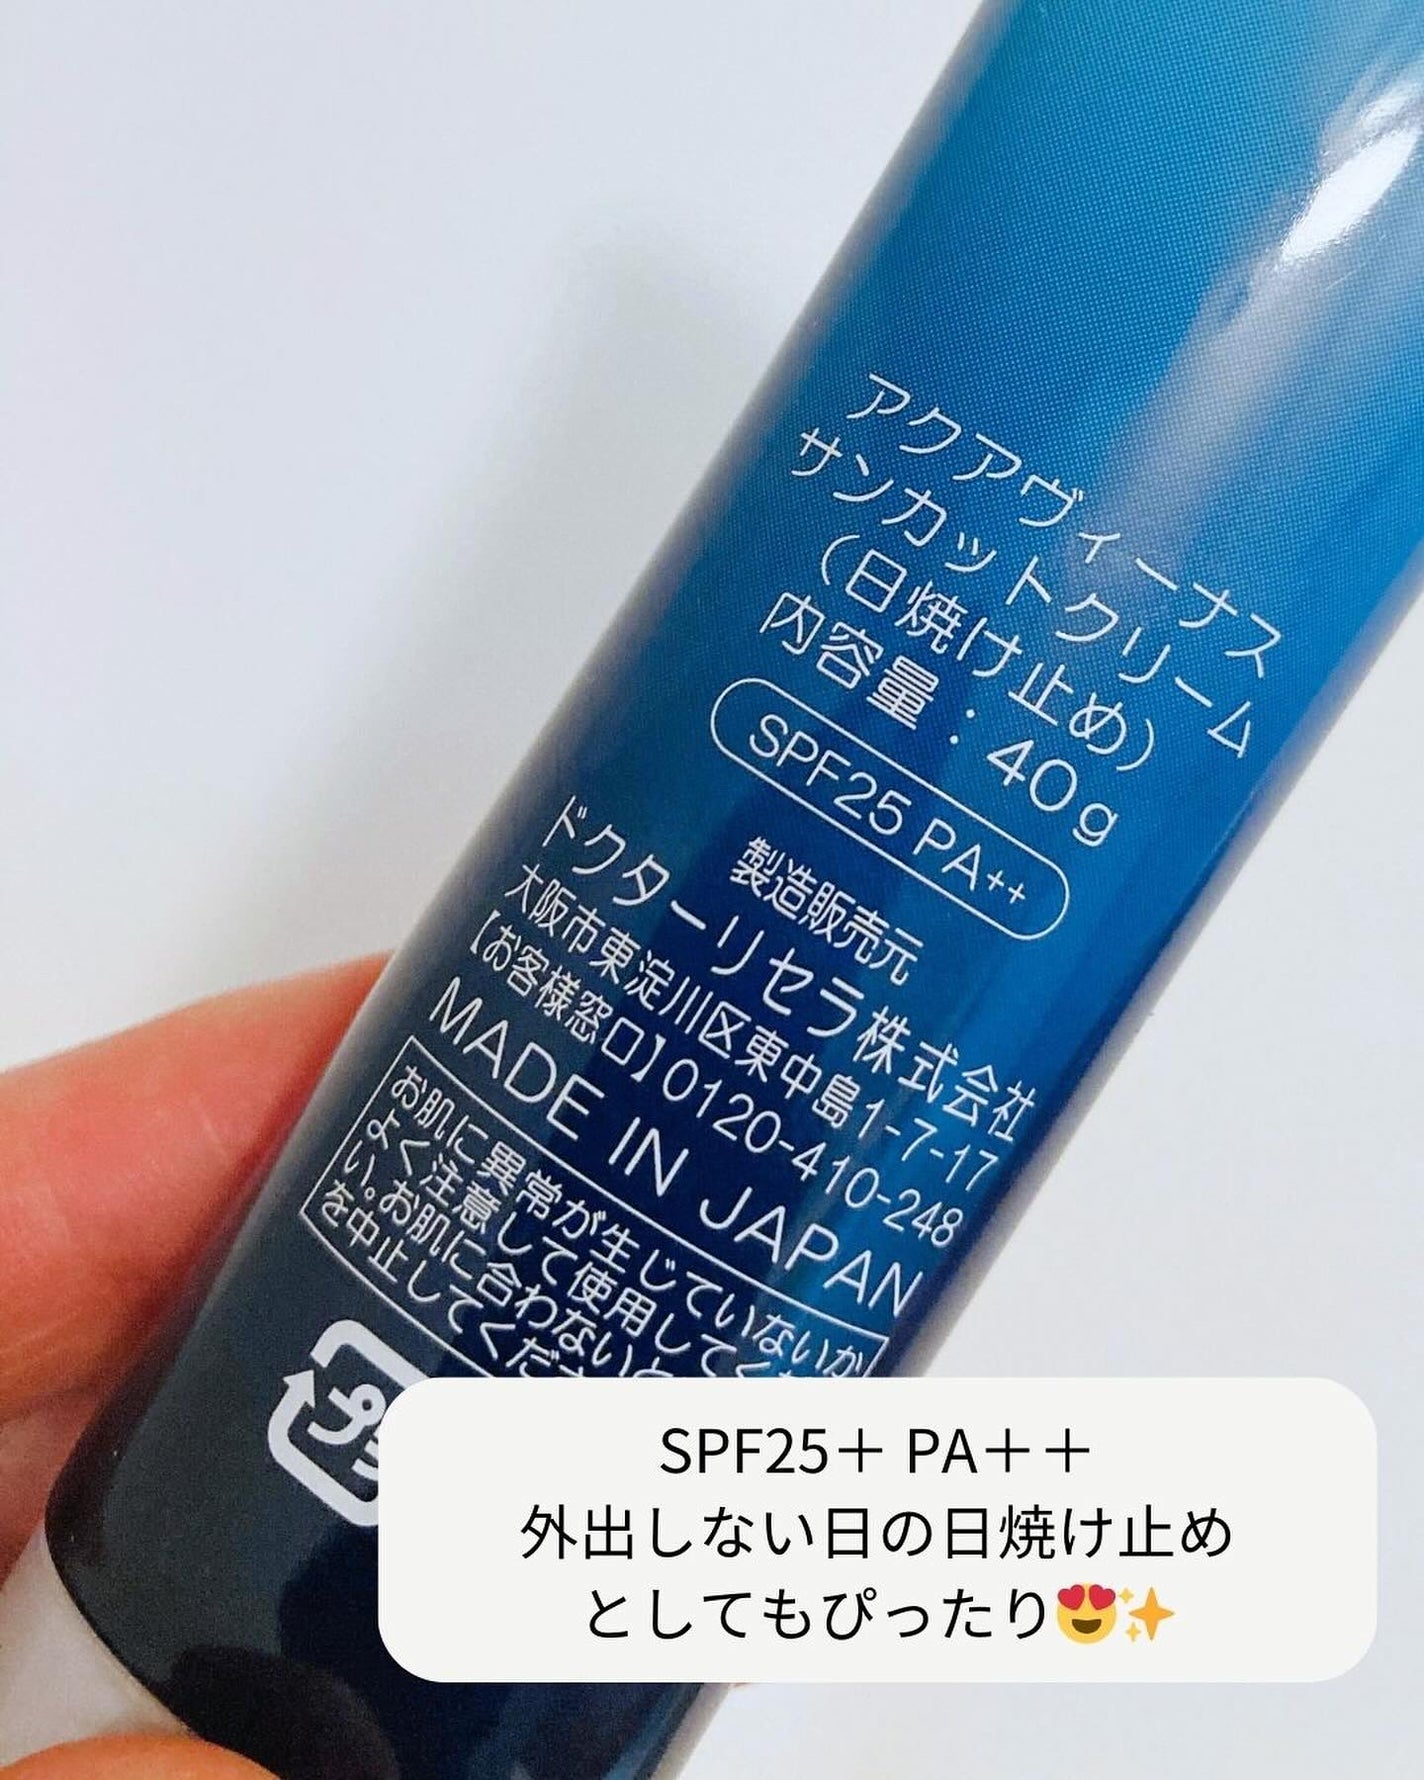 アクアヴィーナス
サンカットクリーム
（日焼け止め）
内容量：40g
SPF25 PA++
製造販売元
ドクターリセラ株式会社
大阪市東淀川区東中島1-7-17
【お客様窓口】0120-410-248
MADE IN JAPAN
お肌に異常が生じていないか
よく注意して使用してく
い。お肌に合わないと
を中止してくだ
プラ
SPF25＋ PA＋＋
外出しない日の日焼け止め
としてもぴったり😍✨